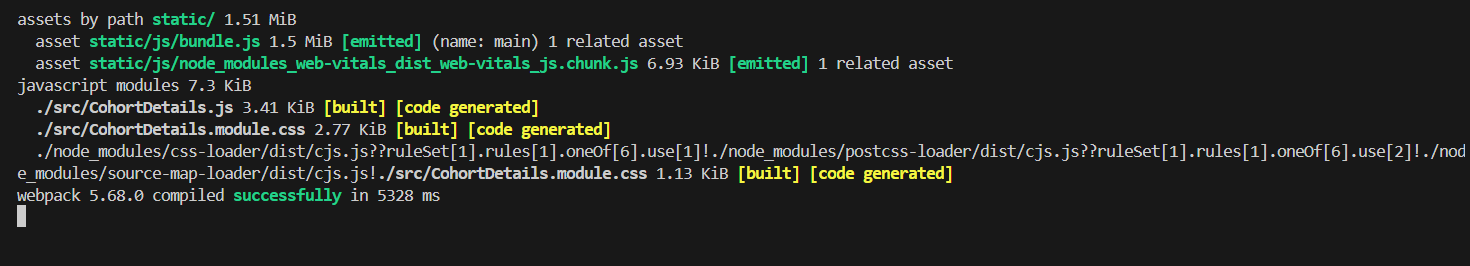 assets by path static/ 1.51 MiB
  asset static/js/bundle.js 1.5 MiB [emitted] (name: main) 1 related asset
  asset static/js/node_modules_web-vitals_dist_web-vitals_js.chunk.js 6.93 KiB [emitted] 1 related asset
javascript modules 7.3 KiB
  ./src/CohortDetails.js 3.41 KiB [built] [code generated]
  ./src/CohortDetails.module.css 2.77 KiB [built] [code generated]
  ./node_modules/css-loader/dist/cjs.js??ruleSet[1].rules[1].oneOf[6].use[1]!./node_modules/postcss-loader/dist/cjs.js??ruleSet[1].rules[1].oneOf[6].use[2]!./nod
e_modules/source-map-loader/dist/cjs.js!./src/CohortDetails.module.css 1.13 KiB [built] [code generated]
webpack 5.68.0 compiled successfully in 5328 ms